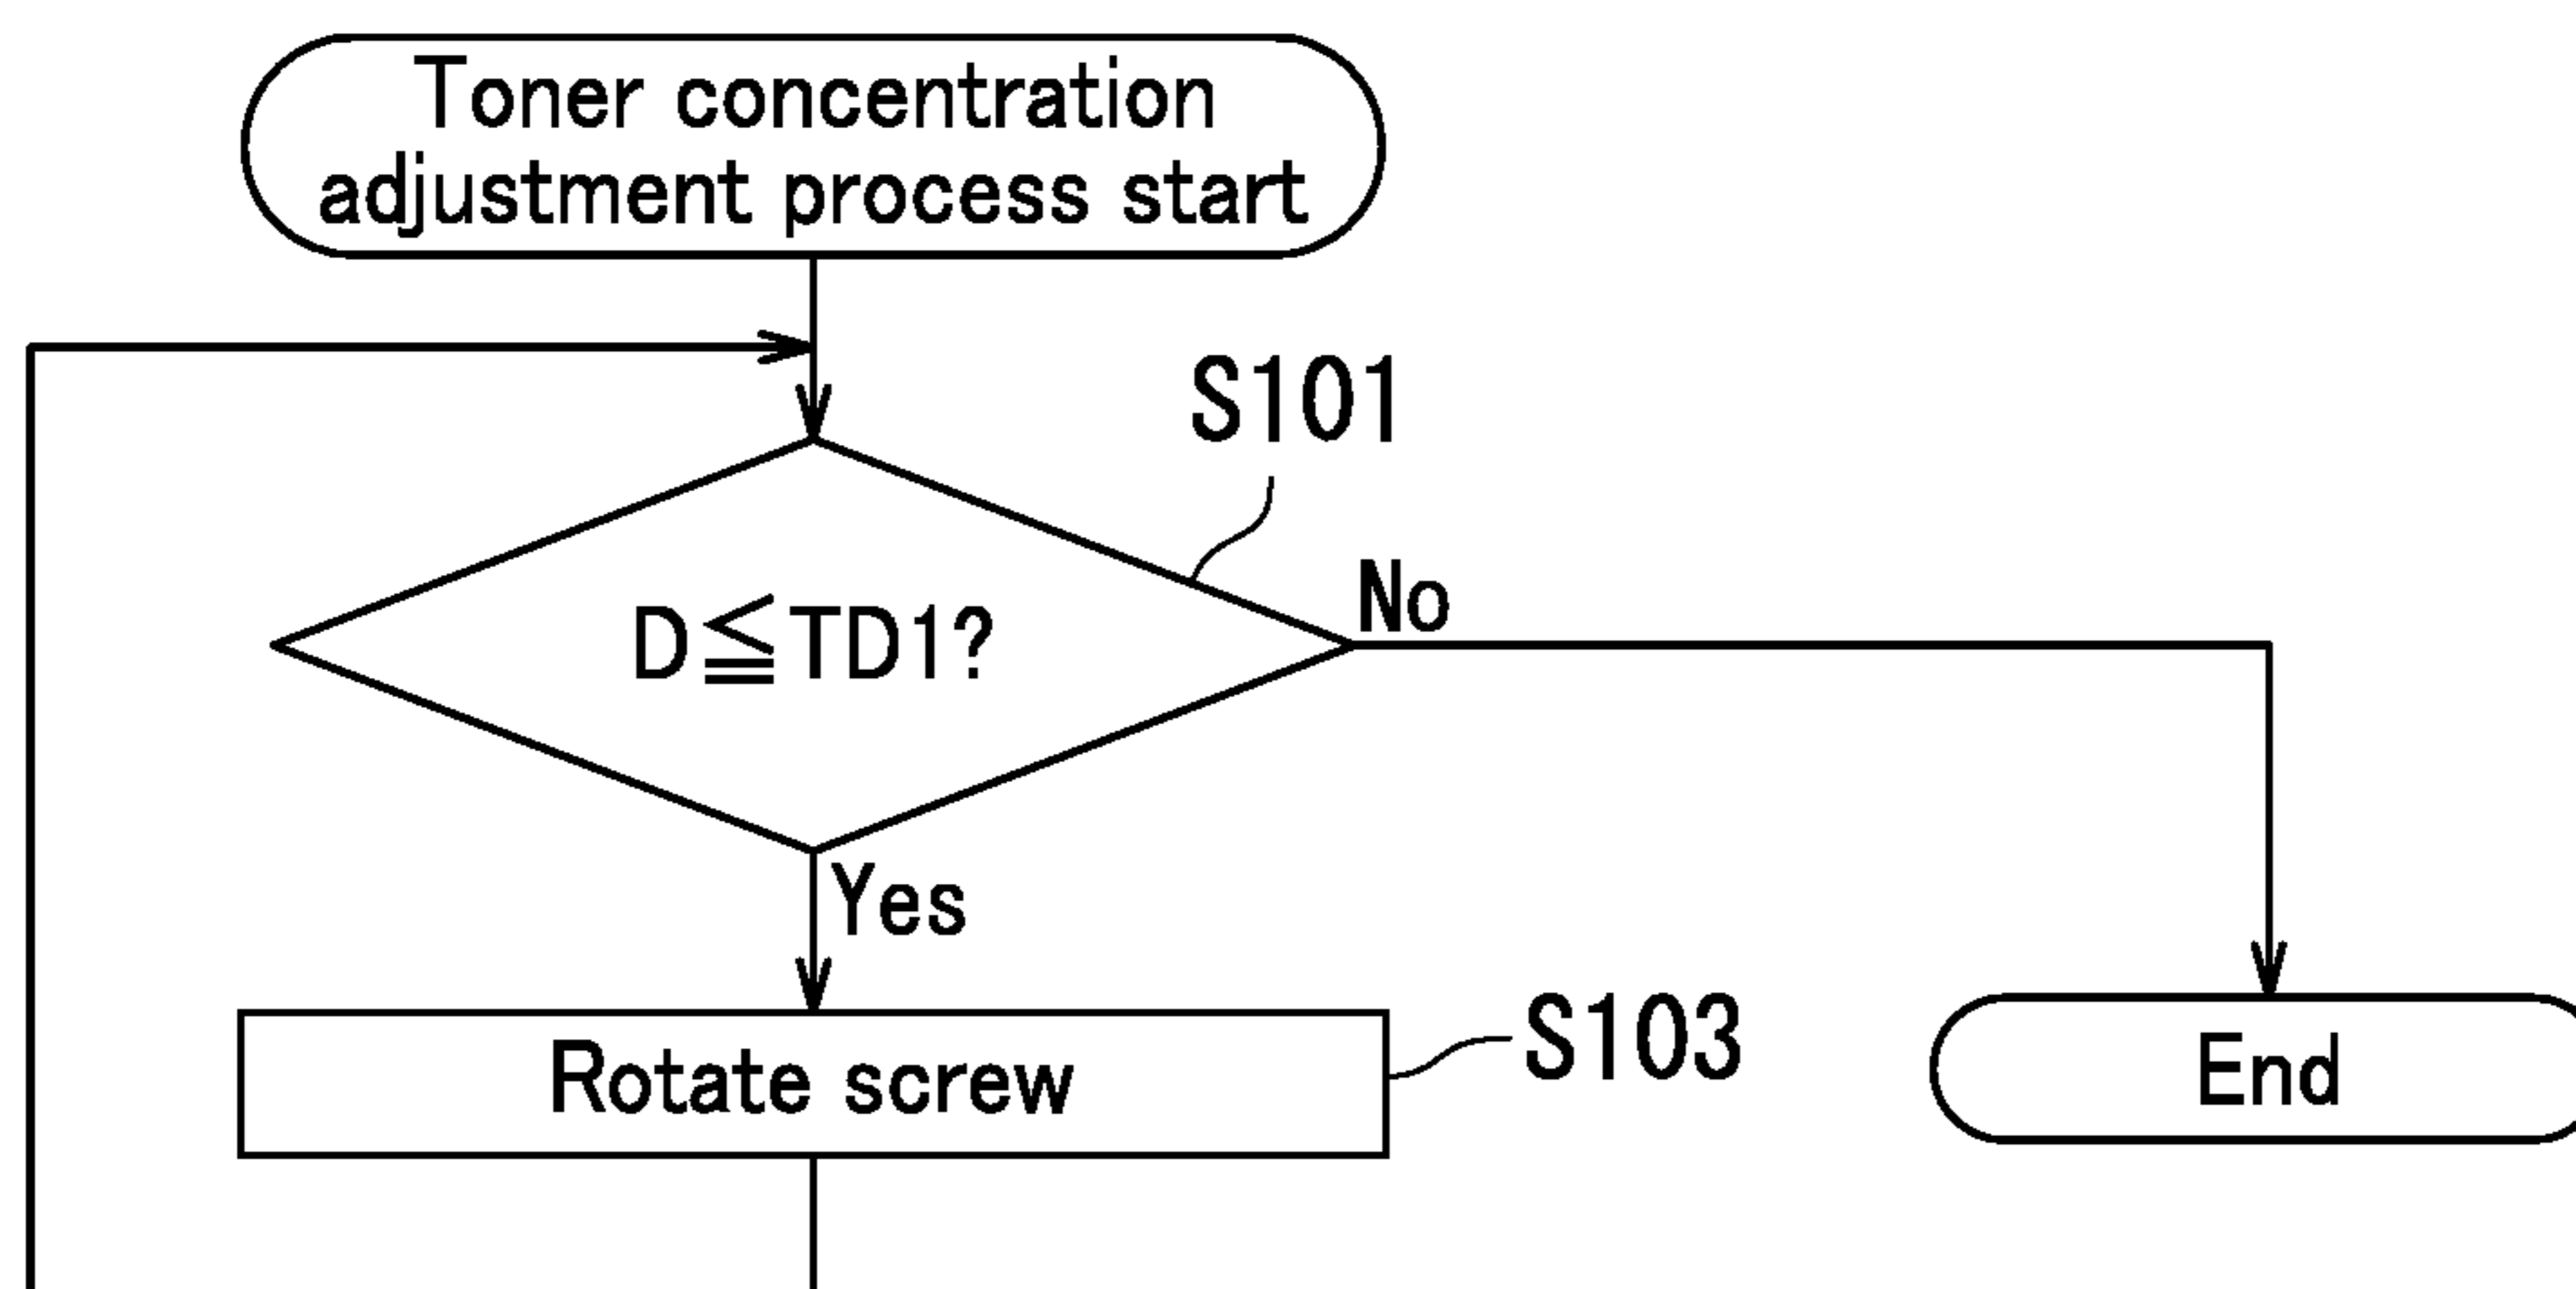 Toner concentration
adjustment process start
S101
D≦TD1?
No
Yes
Rotate screw
S103
End